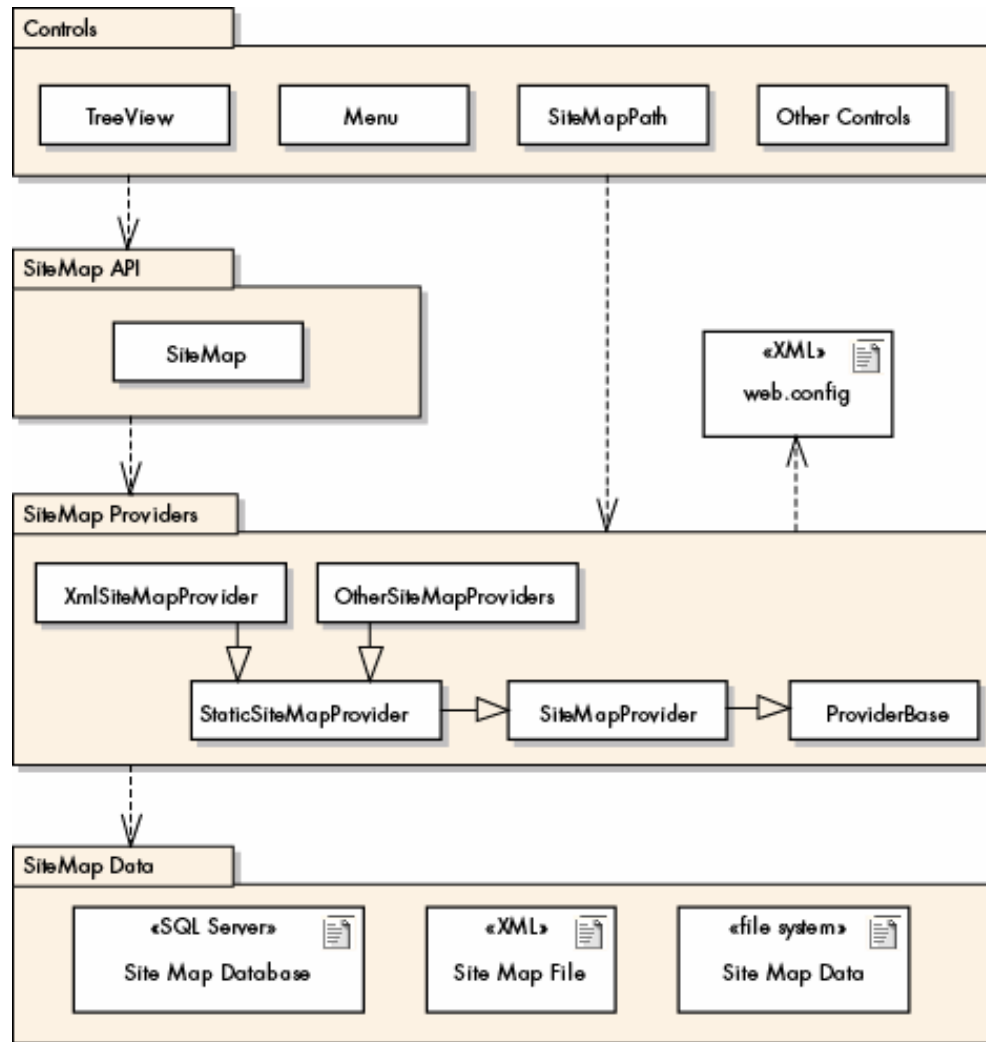 Controls
TreeView
Menu
SiteMapPath
Other Controls
SiteMap API
SiteMap
«XML»
web.config
SiteMap Providers
XmlSiteMapProvider
OtherSiteMapProviders
StaticSiteMapProvider
SiteMapProvider
ProviderBase
SiteMap Data
«SQL Server»
Site Map Database
«XML»
Site Map File
«file system»
Site Map Data